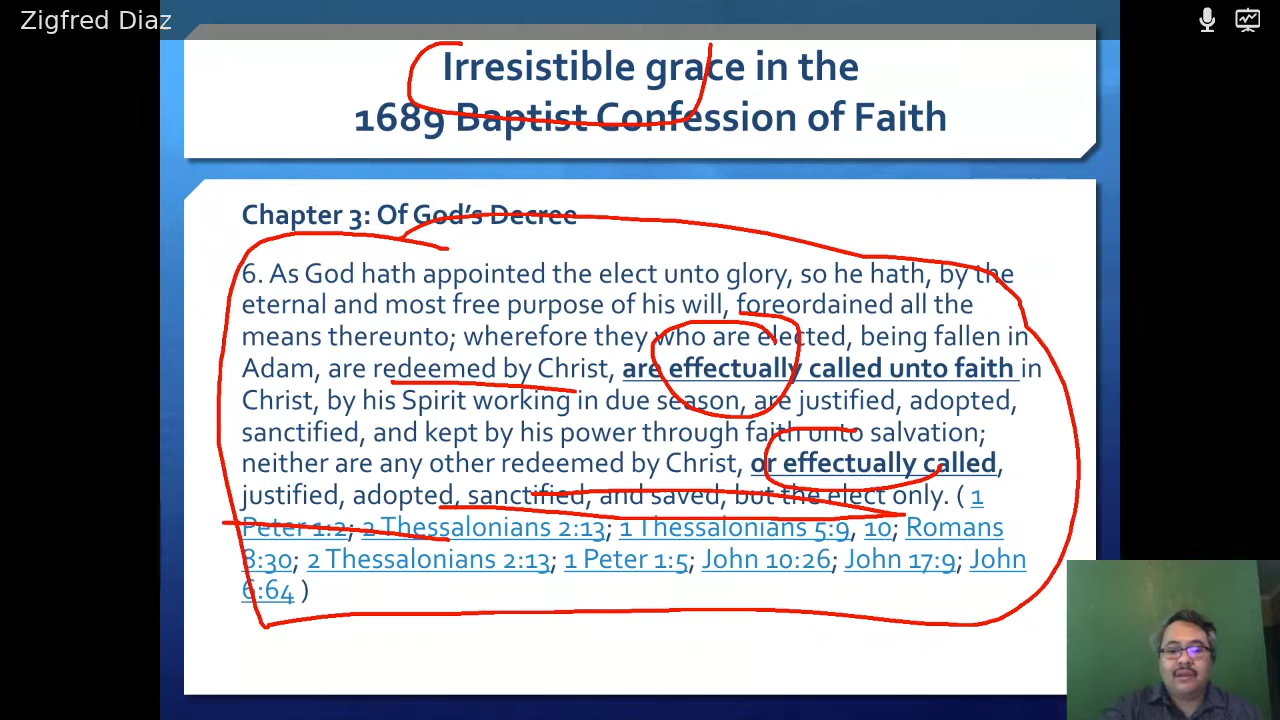 Zigfred Diaz
Irresistible grace in the
1689 Baptist Confession of Faith
Chapter 3: Of God's Decree
6. As God hath appointed the elect unto glory, so he hath, by the
eternal and most free purpose of his will, foreordained all the
means thereunto; wherefore they who are elected, being fallen in
Adam, are redeemed by Christ, are effectually called unto faith in
Christ, by his Spirit working in due season, are justified, adopted,
sanctified, and kept by his power through faith unto salvation;
neither are any other redeemed by Christ, or effectually called,
justified, adopted, sanctified, and saved, but the elect only. ( 1
Peter 1:2; 2 Thessalonians 2:13; 1 Thessalonians 5:9, 10; Romans
8:30; 2 Thessalonians 2:13; 1 Peter 1:5; John 10:26; John 17:9; John
6:64 )